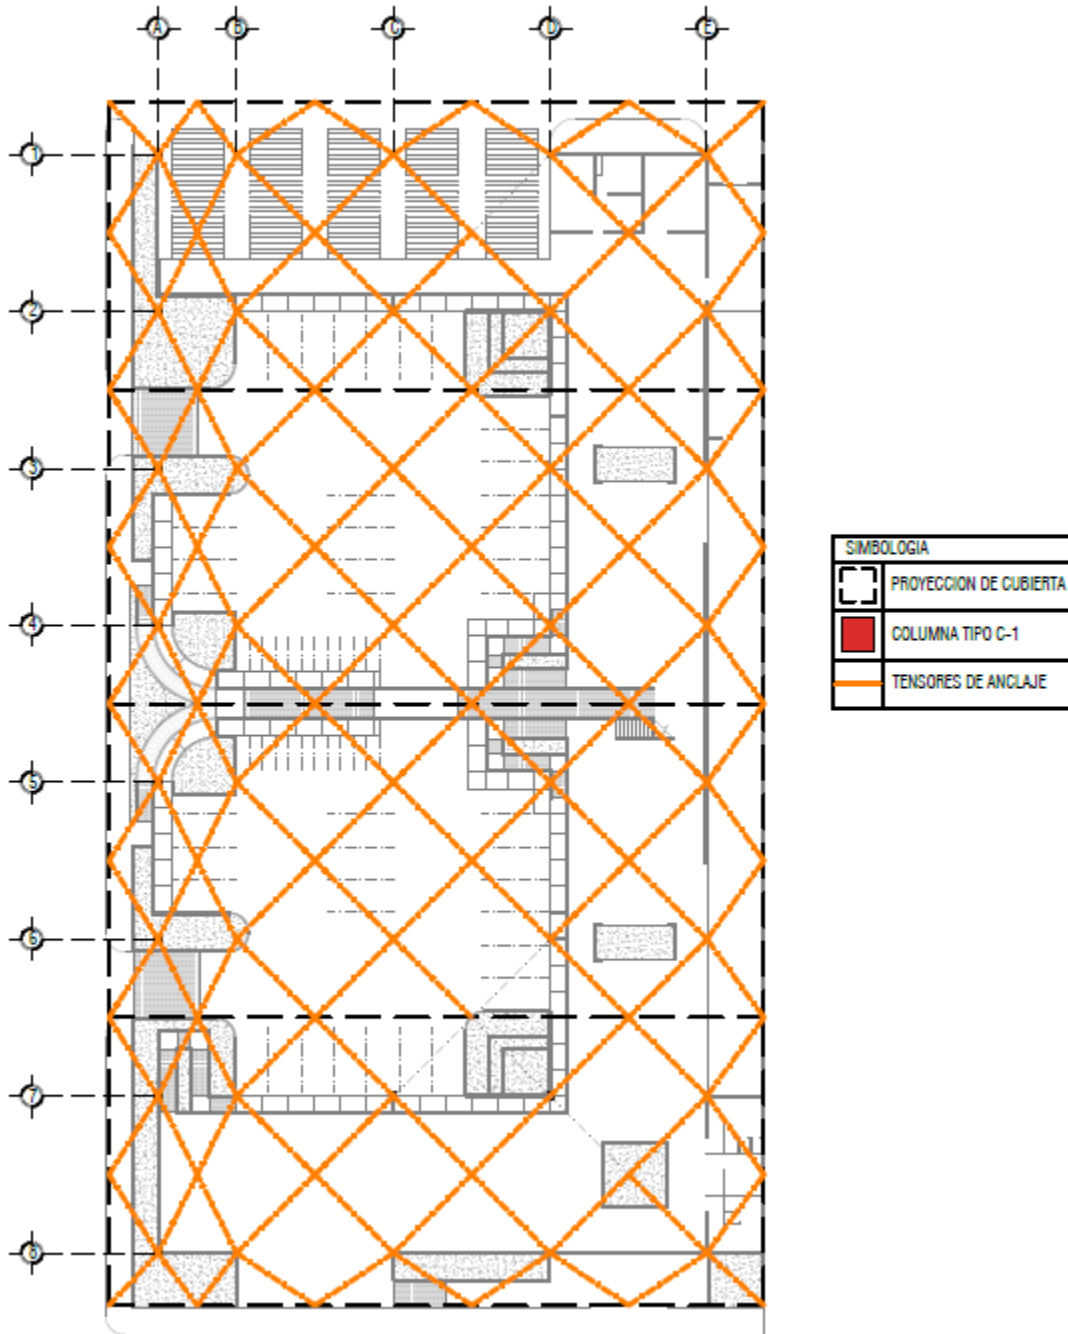 A B C D E
1
2
3
4
5
6
7
8
SIMBOLOGIA
PROYECCION DE CUBIERTA
COLUMNA TIPO C-1
TENSORES DE ANCLAJE